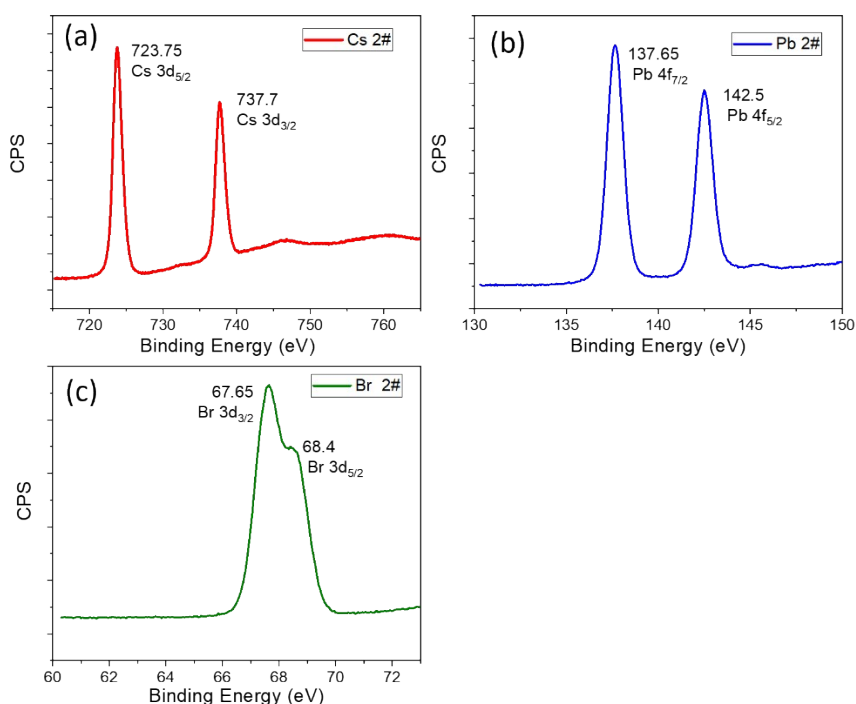 (a)
Cs 2#
723.75
Cs 3d5/2
737.7
Cs 3d3/2
CPS
720 730 740 750 760
Binding Energy (eV)
(b)
Pb 2#
137.65
Pb 4f7/2
142.5
Pb 4f5/2
CPS
130 135 140 145 150
Binding Energy (eV)
(c)
Br 2#
67.65
Br 3d3/2
68.4
Br 3d5/2
CPS
60 62 64 66 68 70 72
Binding Energy (eV)